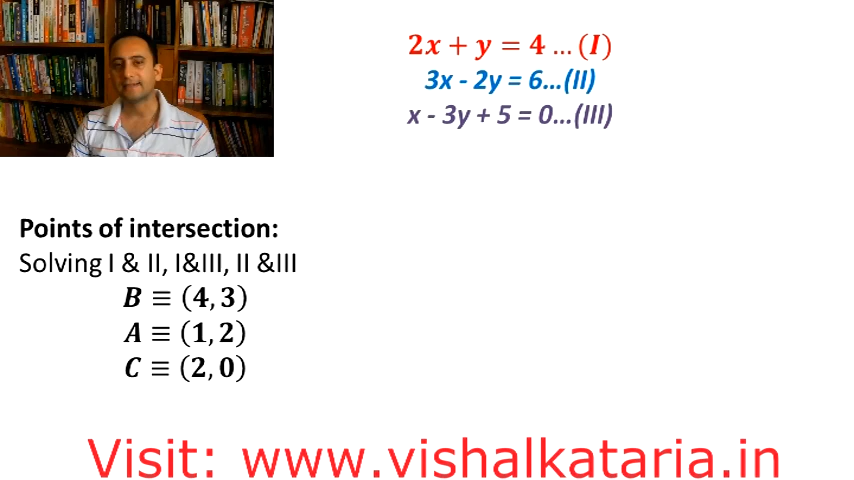 2x + y = 4 ... (I)
3x - 2y = 6...(II)
x - 3y + 5 = 0...(III)
Points of intersection:
Solving I & II, I&III, II &III
B ≡ (4, 3)
A ≡ (1, 2)
C ≡ (2, 0)
Visit: www.vishalkataria.in